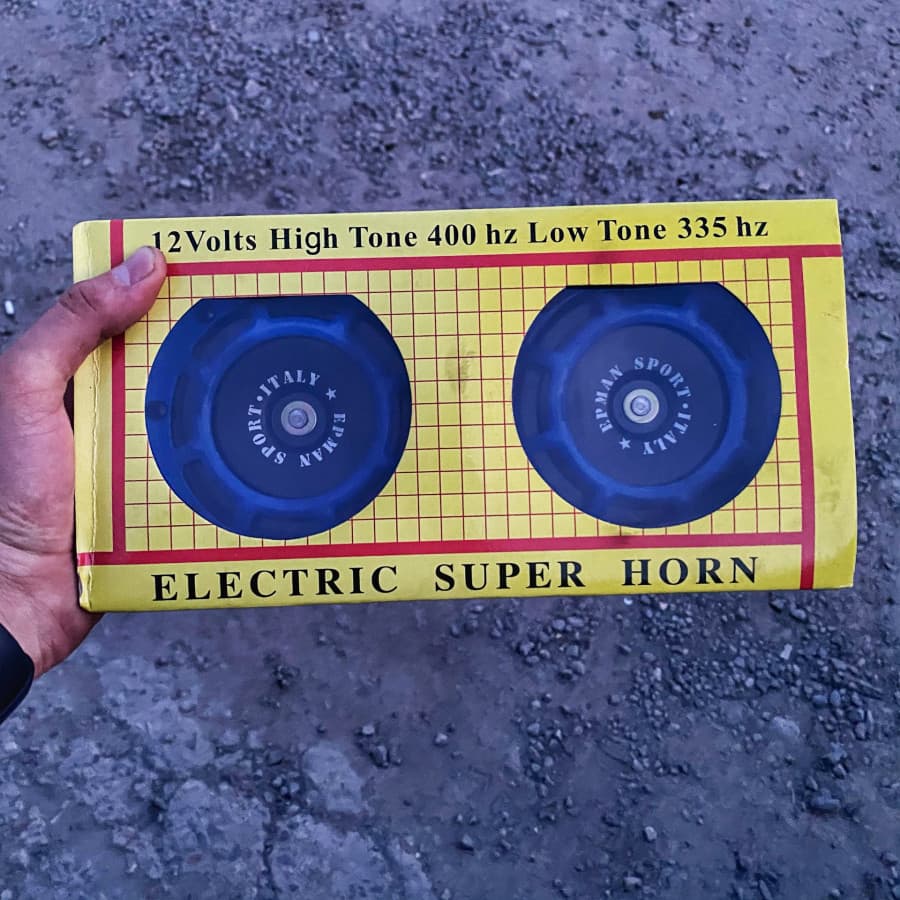 12Volts High Tone 400 hz Low Tone 335 hz
EPMAN SPORT•ITALY ★
EPMAN SPORT•ITALY ★
ELECTRIC SUPER HORN